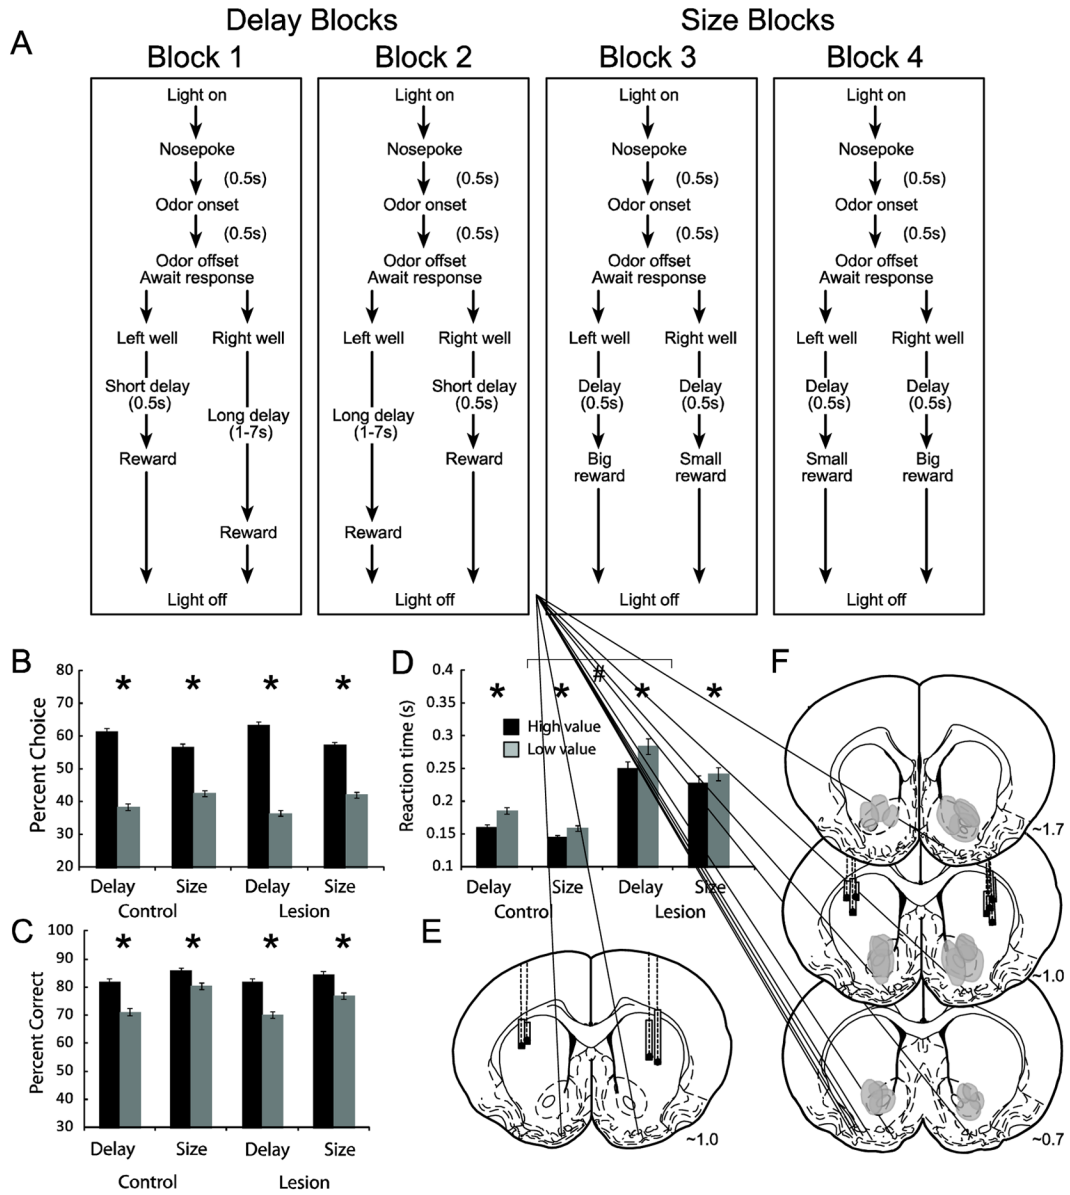 A
Delay Blocks
Size Blocks
Block 1
Block 2
Block 3
Block 4
Light on
Nosepoke
(0.5s)
Odor onset
(0.5s)
Odor offset
Await response
Left well
Right well
Short delay
(0.5s)
Long delay
(1-7s)
Reward
Reward
Light off
Light on
Nosepoke
(0.5s)
Odor onset
(0.5s)
Odor offset
Await response
Left well
Right well
Short delay
(0.5s)
Long delay
(1-7s)
Reward
Reward
Light off
Light on
Nosepoke
(0.5s)
Odor onset
(0.5s)
Odor offset
Await response
Left well
Right well
Delay
(0.5s)
Delay
(0.5s)
Big
reward
Small
reward
Light off
Light on
Nosepoke
(0.5s)
Odor onset
(0.5s)
Odor offset
Await response
Left well
Right well
Delay
(0.5s)
Delay
(0.5s)
Small
reward
Big
reward
Light off
B
Percent Choice
80
70
60
50
40
30
20
* * * *
Delay Size Delay Size
Control Lesion
C
Percent Correct
100
90
80
70
60
50
40
30
* * * *
Delay Size Delay Size
Control Lesion
D
Reaction time (s)
0.4
0.35
0.3
0.25
0.2
0.15
0.1
#
* * * *
High value
Low value
Delay Size Delay Size
Control Lesion
E
~1.0
F
~1.7
~1.0
~0.7